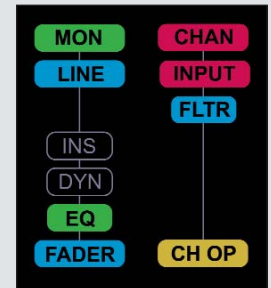 MON
LINE
INS
DYN
EQ
FADER
CHAN
INPUT
FLTR
CH OP